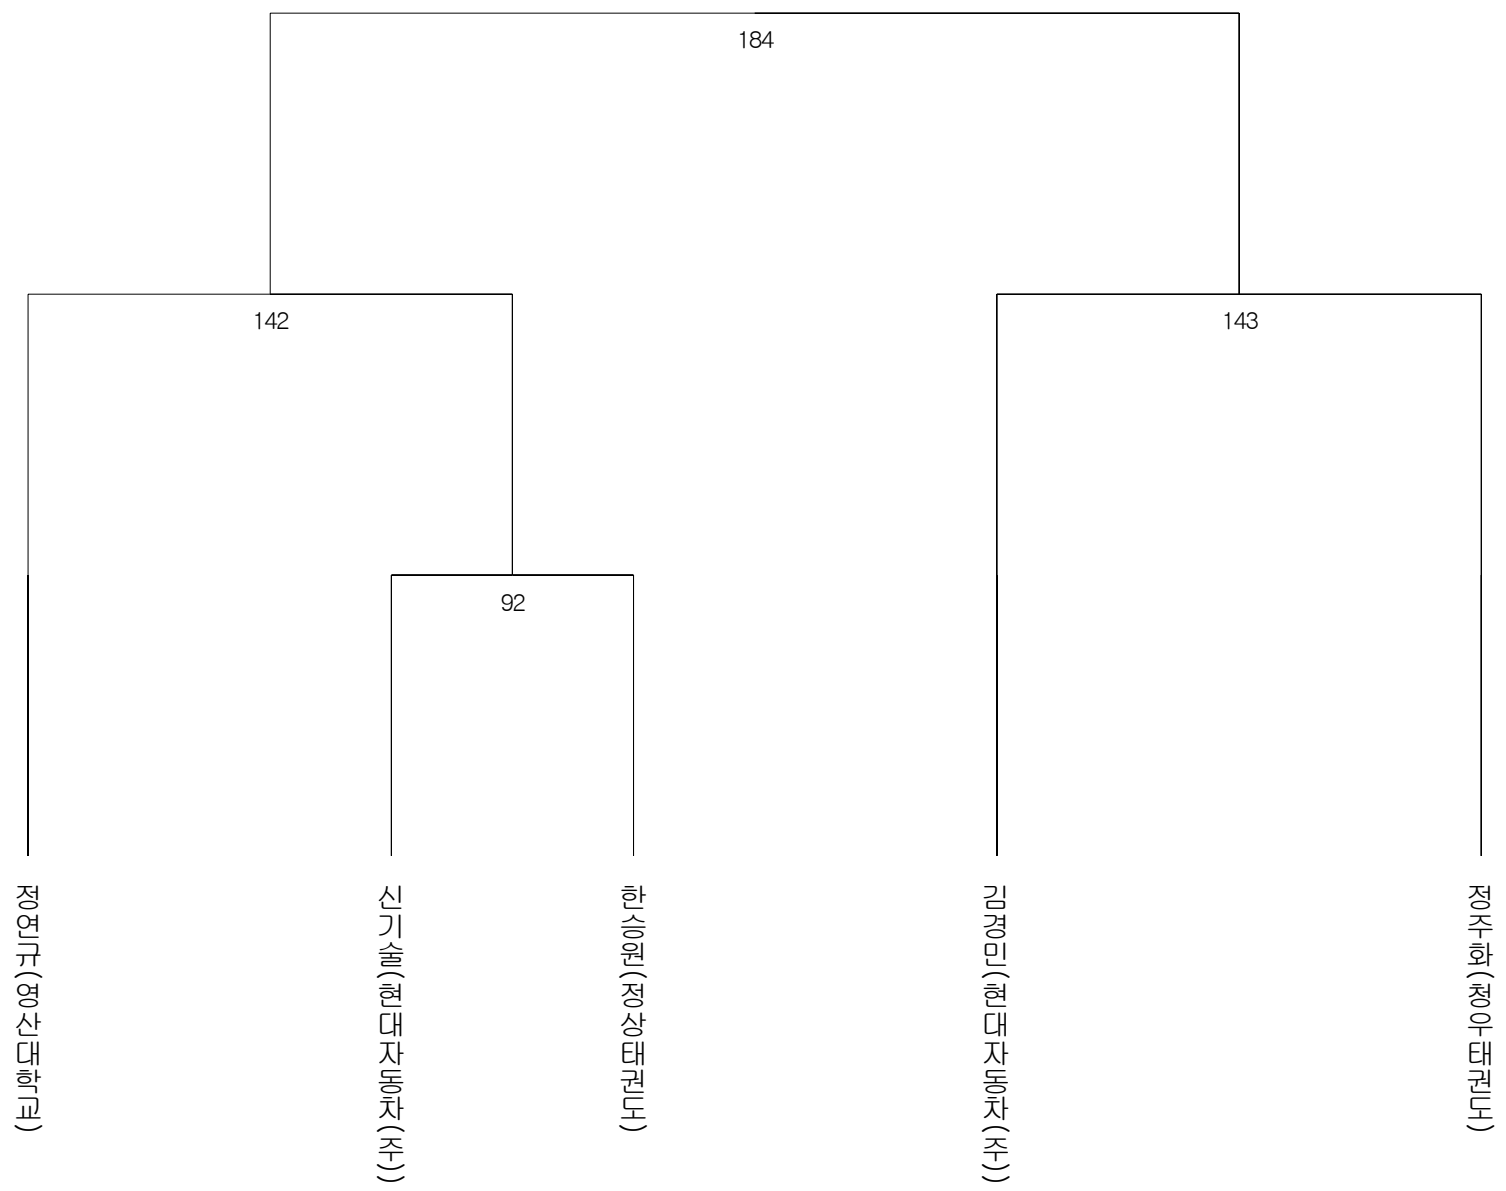 184
142
143
92
정연규(영산대학교)
신기술(현대자동차(주))
한승원(정상태권도)
김경민(현대자동차(주))
정주화(청우태권도)